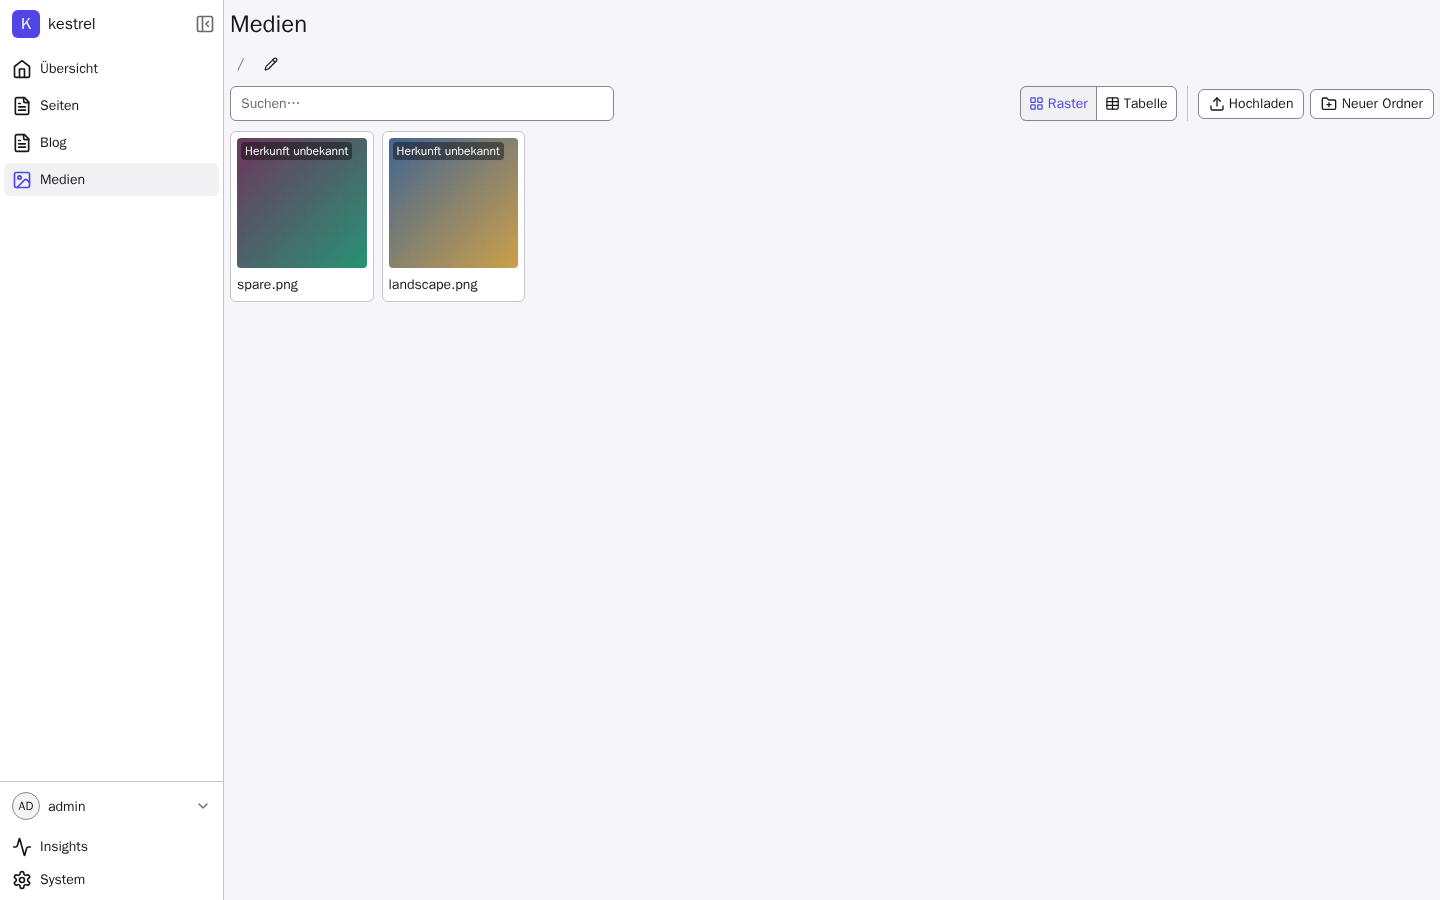 K kestrel
Übersicht
Seiten
Blog
Medien
AD admin
Insights
System
Medien
/
Suchen…
Raster Tabelle Hochladen Neuer Ordner
Herkunft unbekannt
spare.png
Herkunft unbekannt
landscape.png